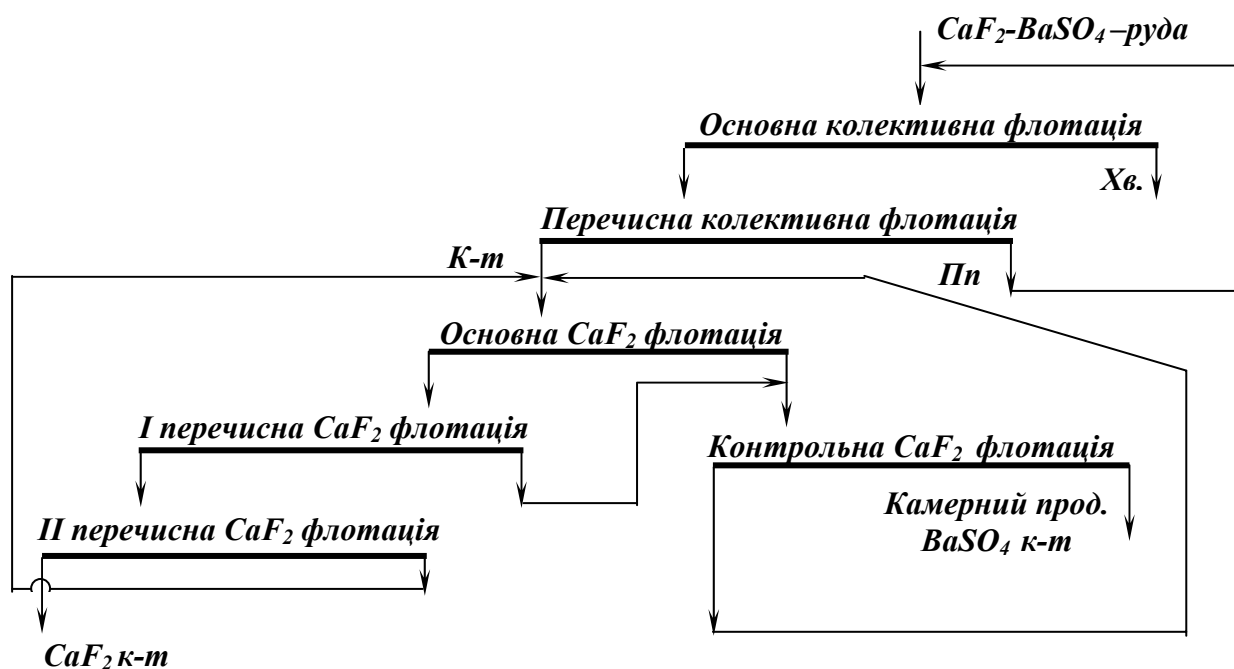 CaF2-BaSO4 –руда
Основна колективна флотація
Хв.
Перечисна колективна флотація
К-т
Пп
Основна CaF2 флотація
І перечисна CaF2 флотація
Контрольна CaF2 флотація
Камерний прод.
BaSO4 к-т
ІІ перечисна CaF2 флотація
CaF2 к-т